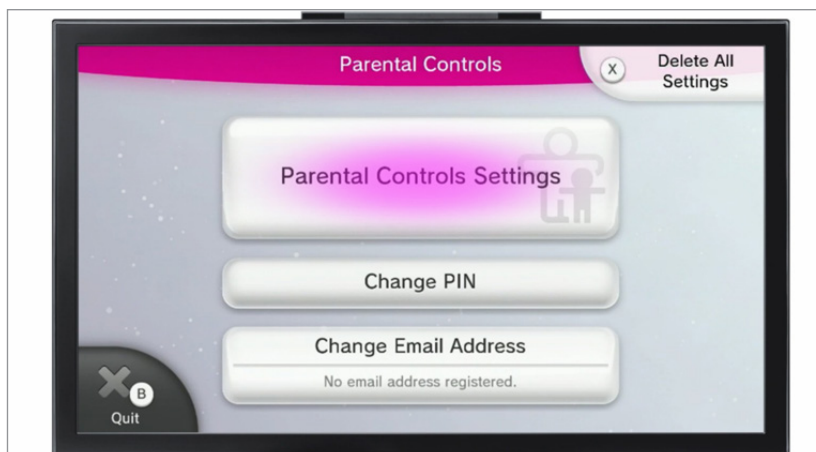 Parental Controls
X
Delete All
Settings
Parental Controls Settings
Change PIN
Change Email Address
No email address registered.
B
Quit